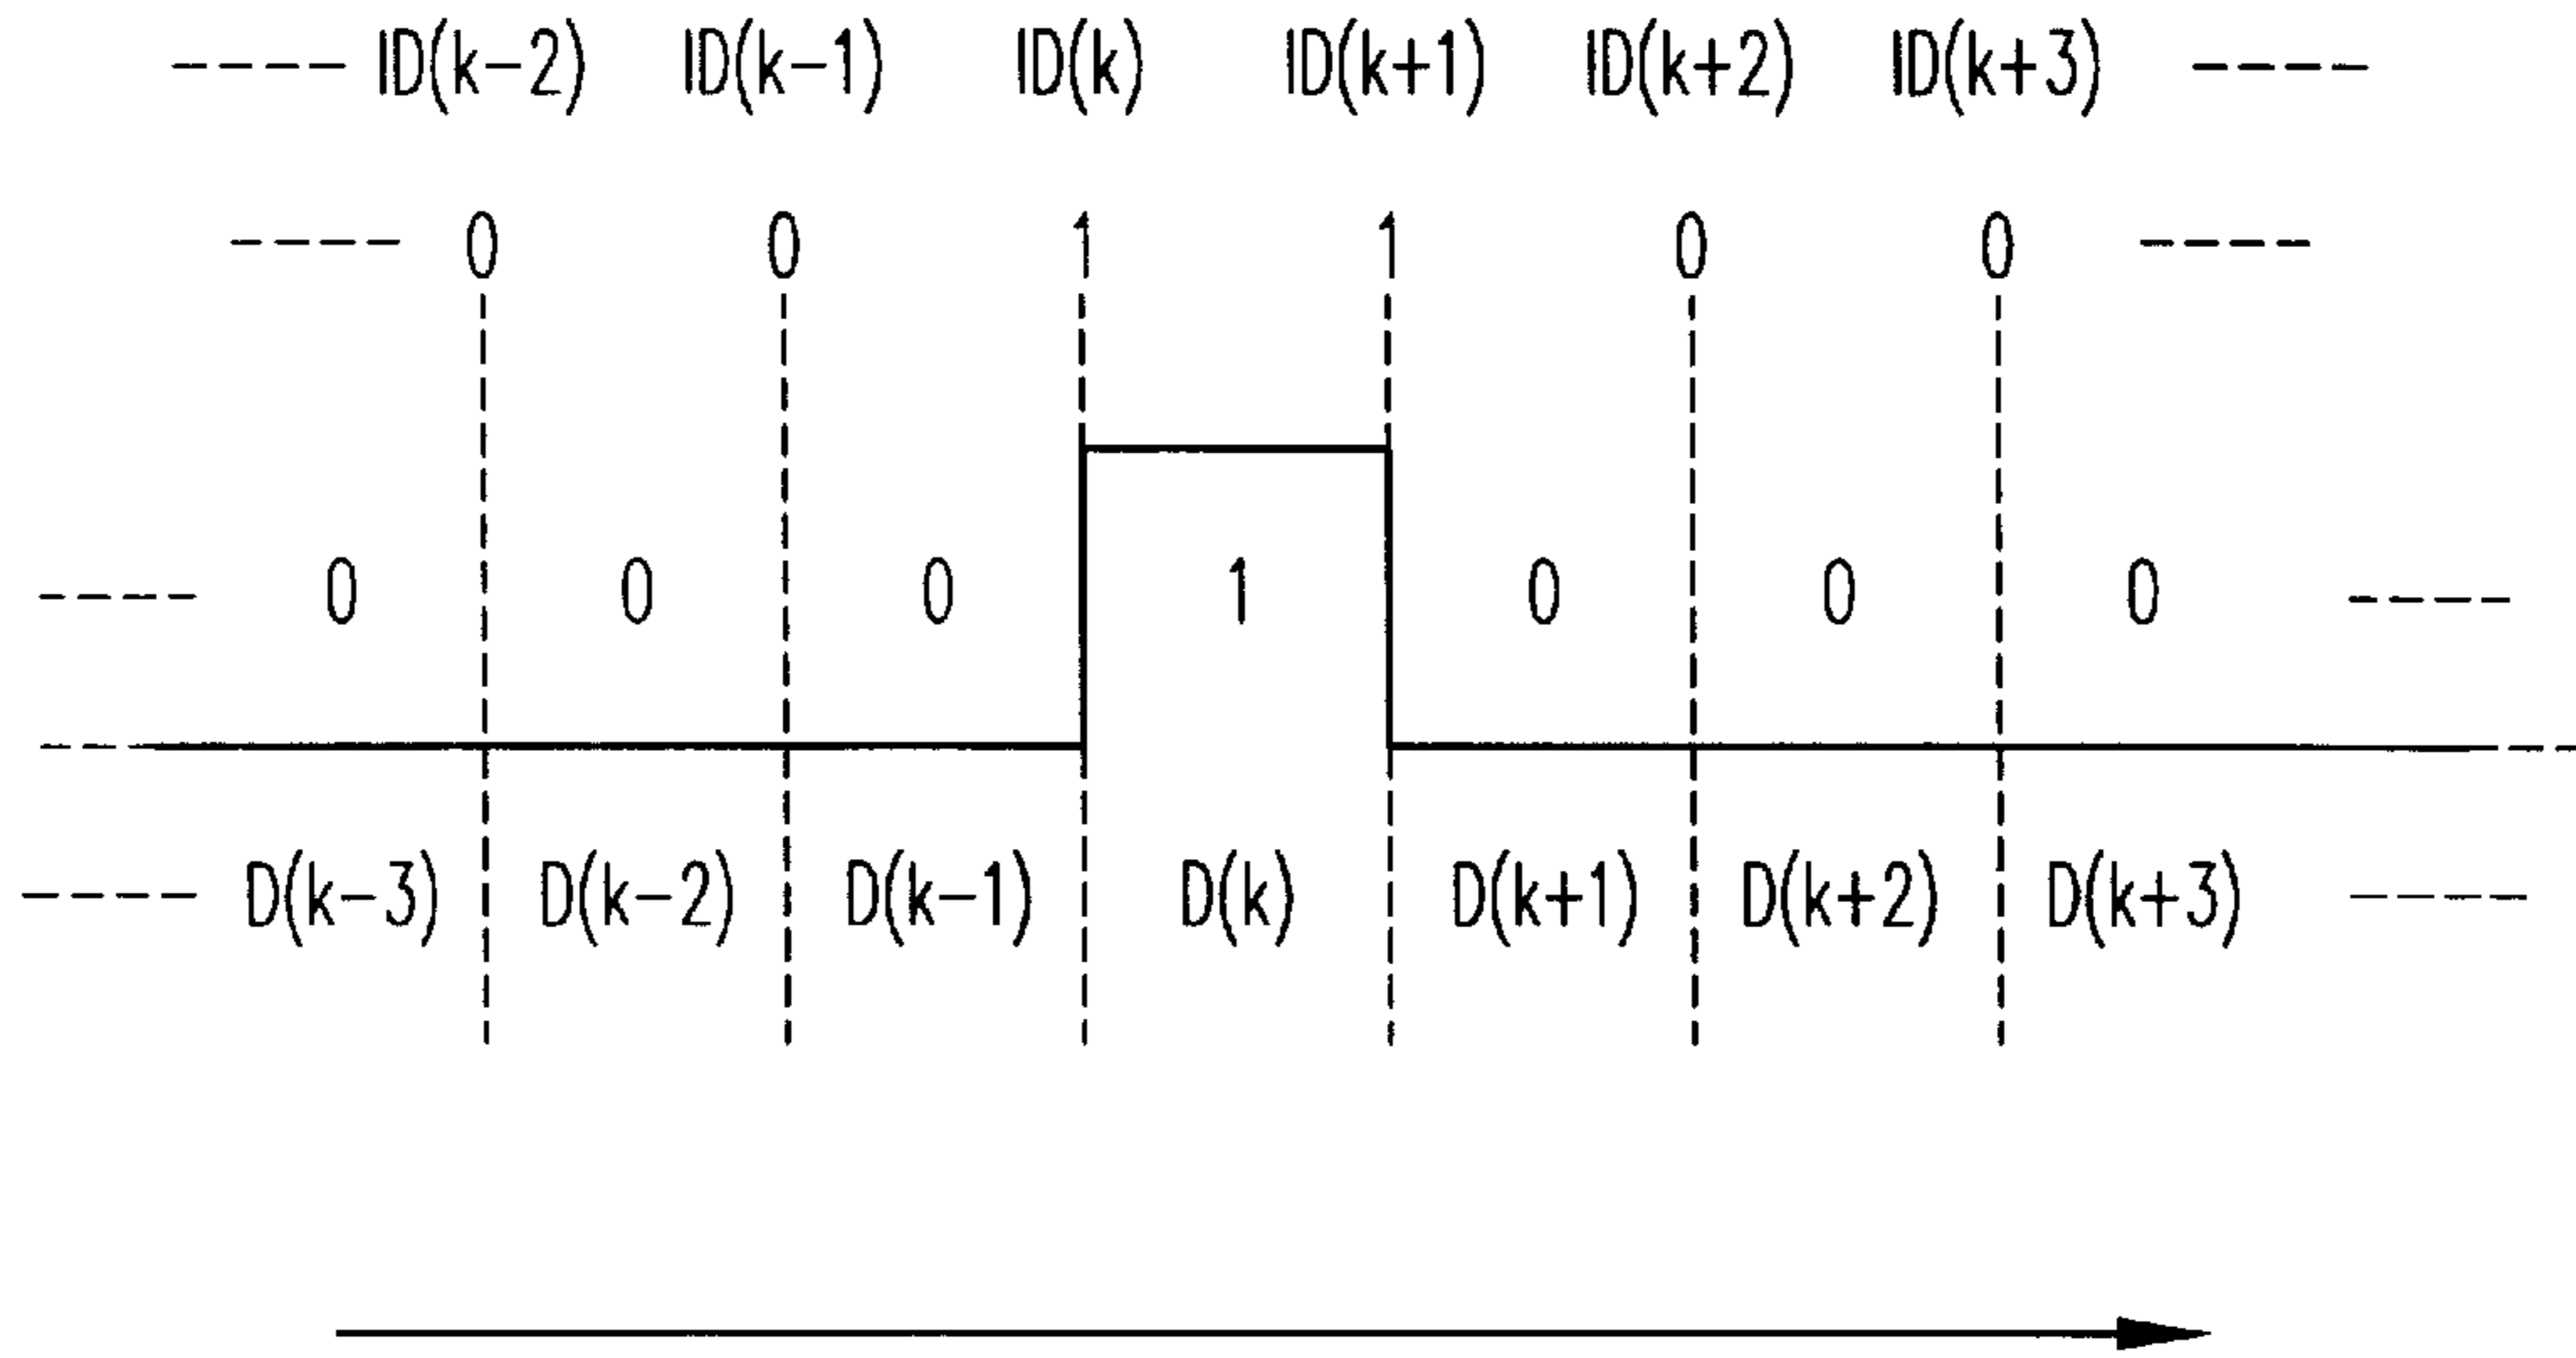 ---- ID(k-2) ID(k-1) ID(k) ID(k+1) ID(k+2) ID(k+3) ----
---- 0 0 1 1 0 0 ----
---- 0 0 0 1 0 0 0 ----
---- D(k-3) D(k-2) D(k-1) D(k) D(k+1) D(k+2) D(k+3) ----